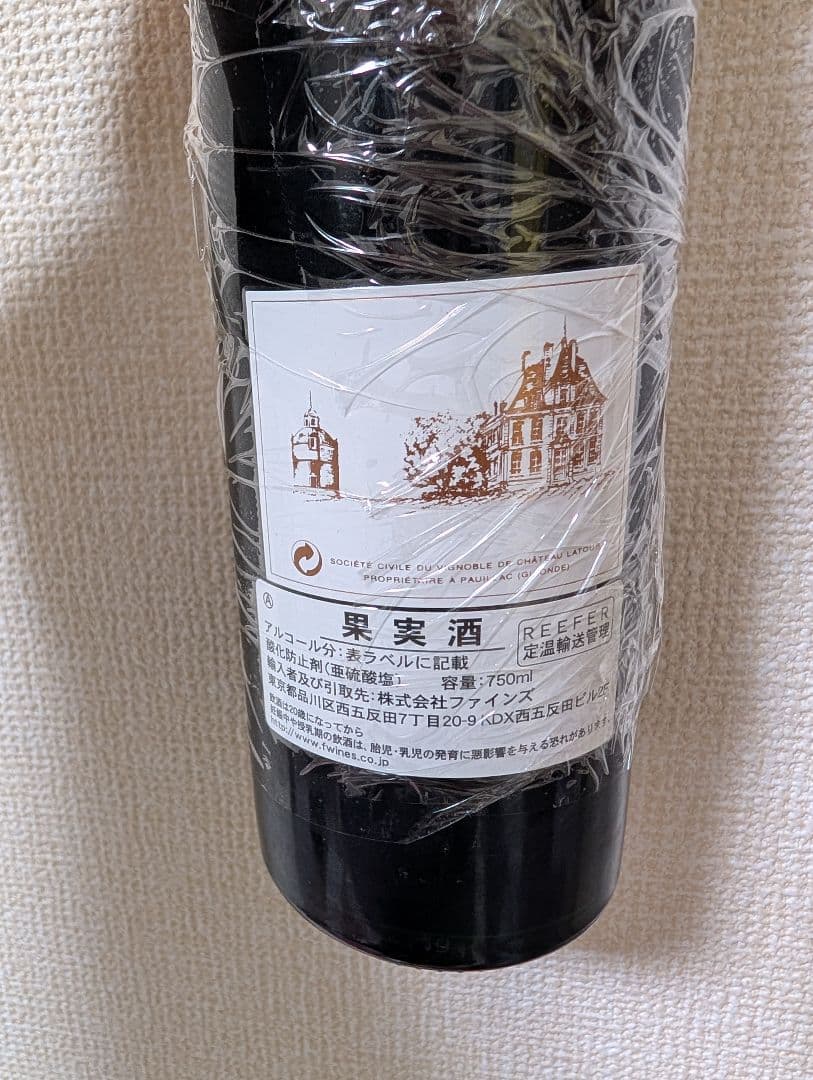 SOCIÉTÉ CIVILE DU VIGNOBLE DE CHÂTEAU LATOUR
PROPRIÉTAIRE À PAUILLAC (GIRONDE)
Ⓐ
果実酒
REEFER
定温輸送管理
アルコール分:表ラベルに記載
酸化防止剤(亜硫酸塩) 容量:750ml
輸入者及び引取先:株式会社ファインズ
東京都品川区西五反田7丁目20-9 KDX西五反田ビル2F
飲酒は20歳になってから
妊娠中や授乳期の飲酒は、胎児・乳児の発育に悪影響を与える恐れがあります。
http://www.fwines.co.jp